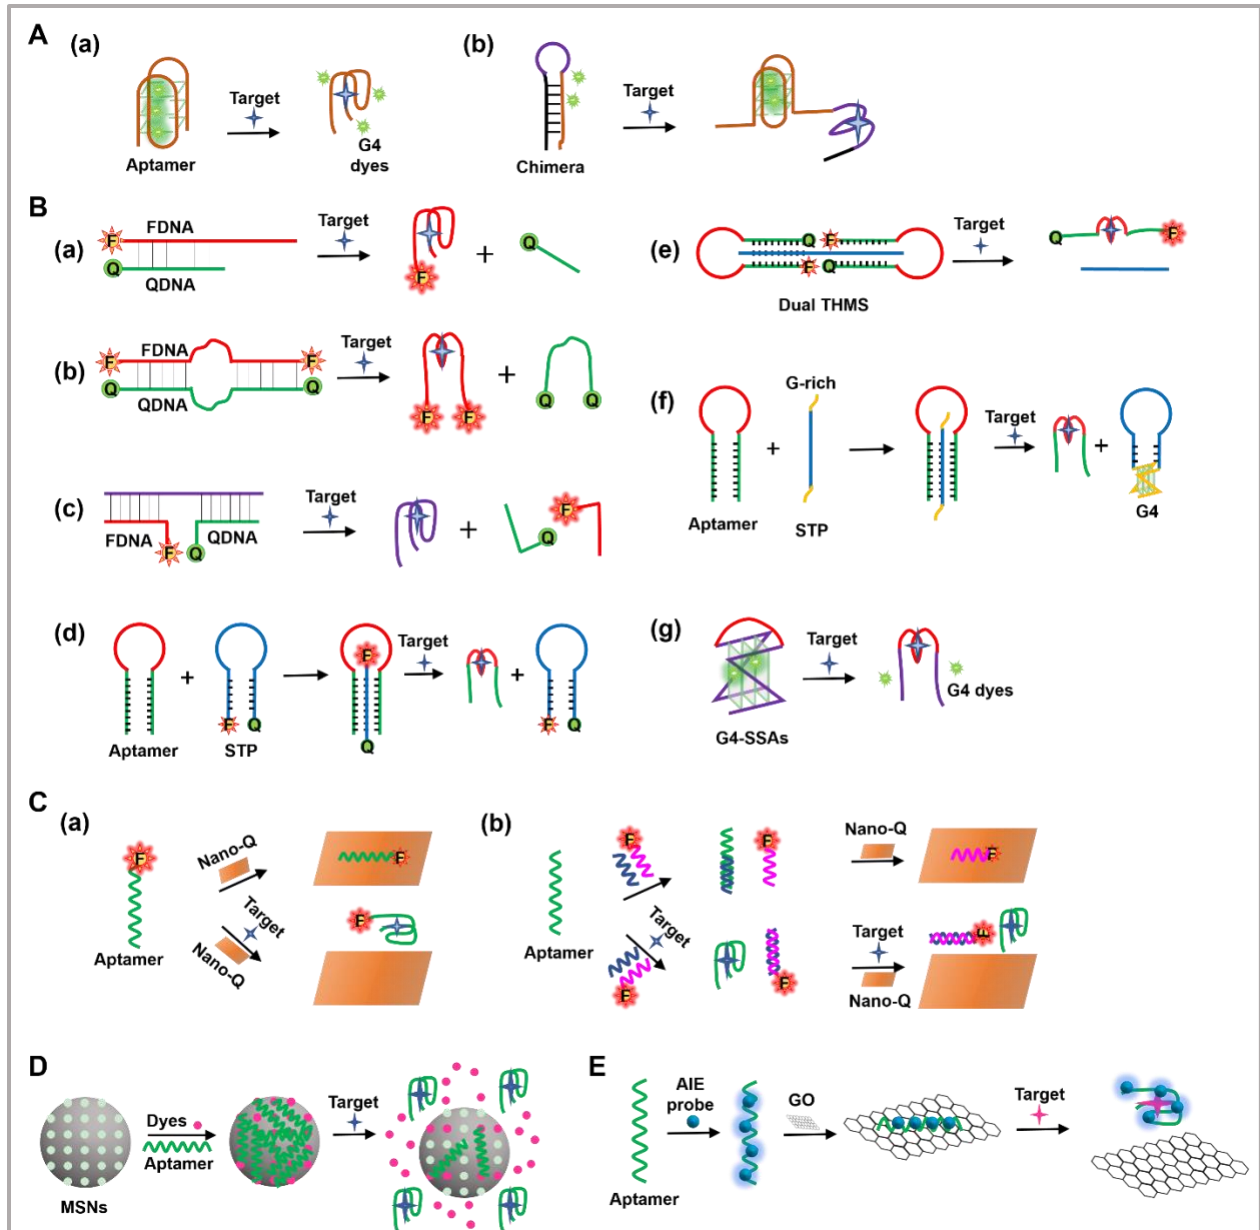 A
(a)
Target
Aptamer
G4
dyes
(b)
Target
Chimera
B
(a)
F
FDNA
Q
QDNA
Target
F
+
Q
(b)
F
FDNA
F
Q
QDNA
Q
Target
F
F
+
Q
Q
(c)
FDNA
F
Q
QDNA
Target
+
Q
F
(d)
Aptamer
+
F
Q
STP
F
Q
Target
+
F
Q
(e)
Q
F
F
Q
Dual THMS
Target
Q
F
(f)
Aptamer
+
G-rich
STP
Target
+
G4
(g)
G4-SSAs
Target
G4 dyes
C
(a)
F
Aptamer
Nano-Q
Target
Nano-Q
F
F
(b)
Aptamer
F
Target
F
F
F
Nano-Q
F
Target
Nano-Q
F
D
MSNs
Dyes
Aptamer
Target
E
Aptamer
AIE
probe
GO
Target